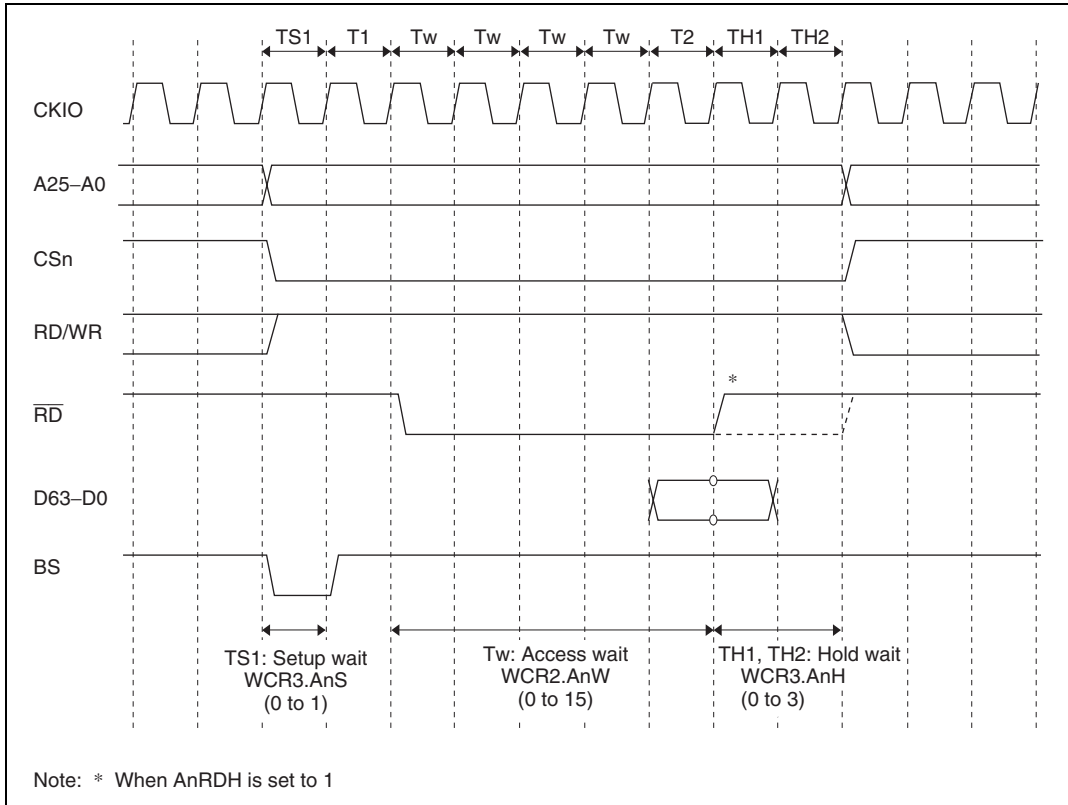 TS1 T1 Tw Tw Tw Tw T2 TH1 TH2
CKIO
A25–A0
CSn
RD/WR
*
RD
D63–D0
BS
TS1: Setup wait
WCR3.AnS
(0 to 1)
Tw: Access wait
WCR2.AnW
(0 to 15)
TH1, TH2: Hold wait
WCR3.AnH
(0 to 3)
Note: * When AnRDH is set to 1